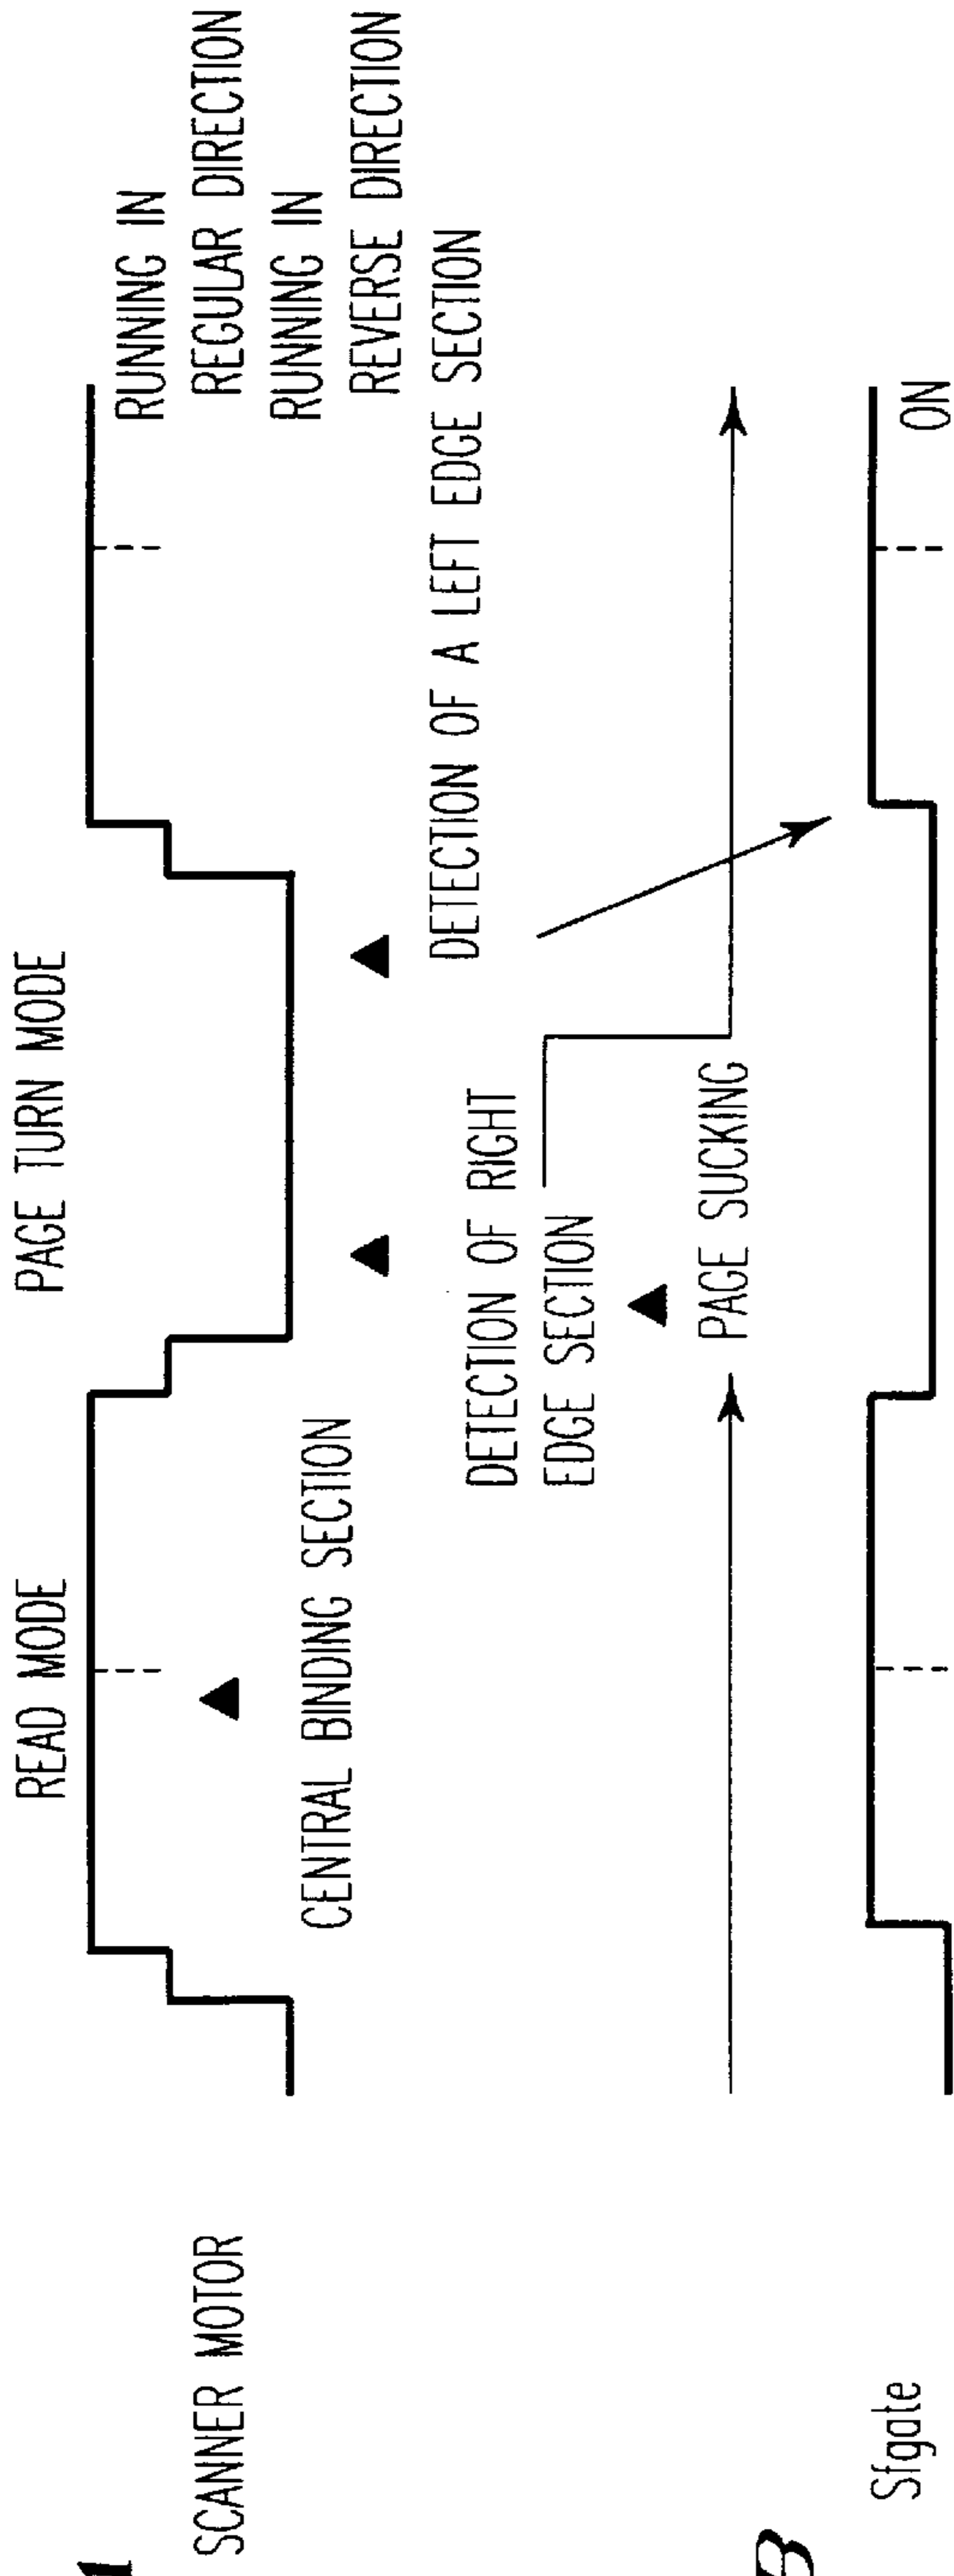 READ MODE
PAGE TURN MODE
SCANNER MOTOR
RUNNING IN
REGULAR DIRECTION
RUNNING IN
REVERSE DIRECTION
CENTRAL BINDING SECTION
DETECTION OF A LEFT EDGE SECTION
DETECTION OF RIGHT
EDGE SECTION
PAGE SUCKING
B
Sfgate
ON